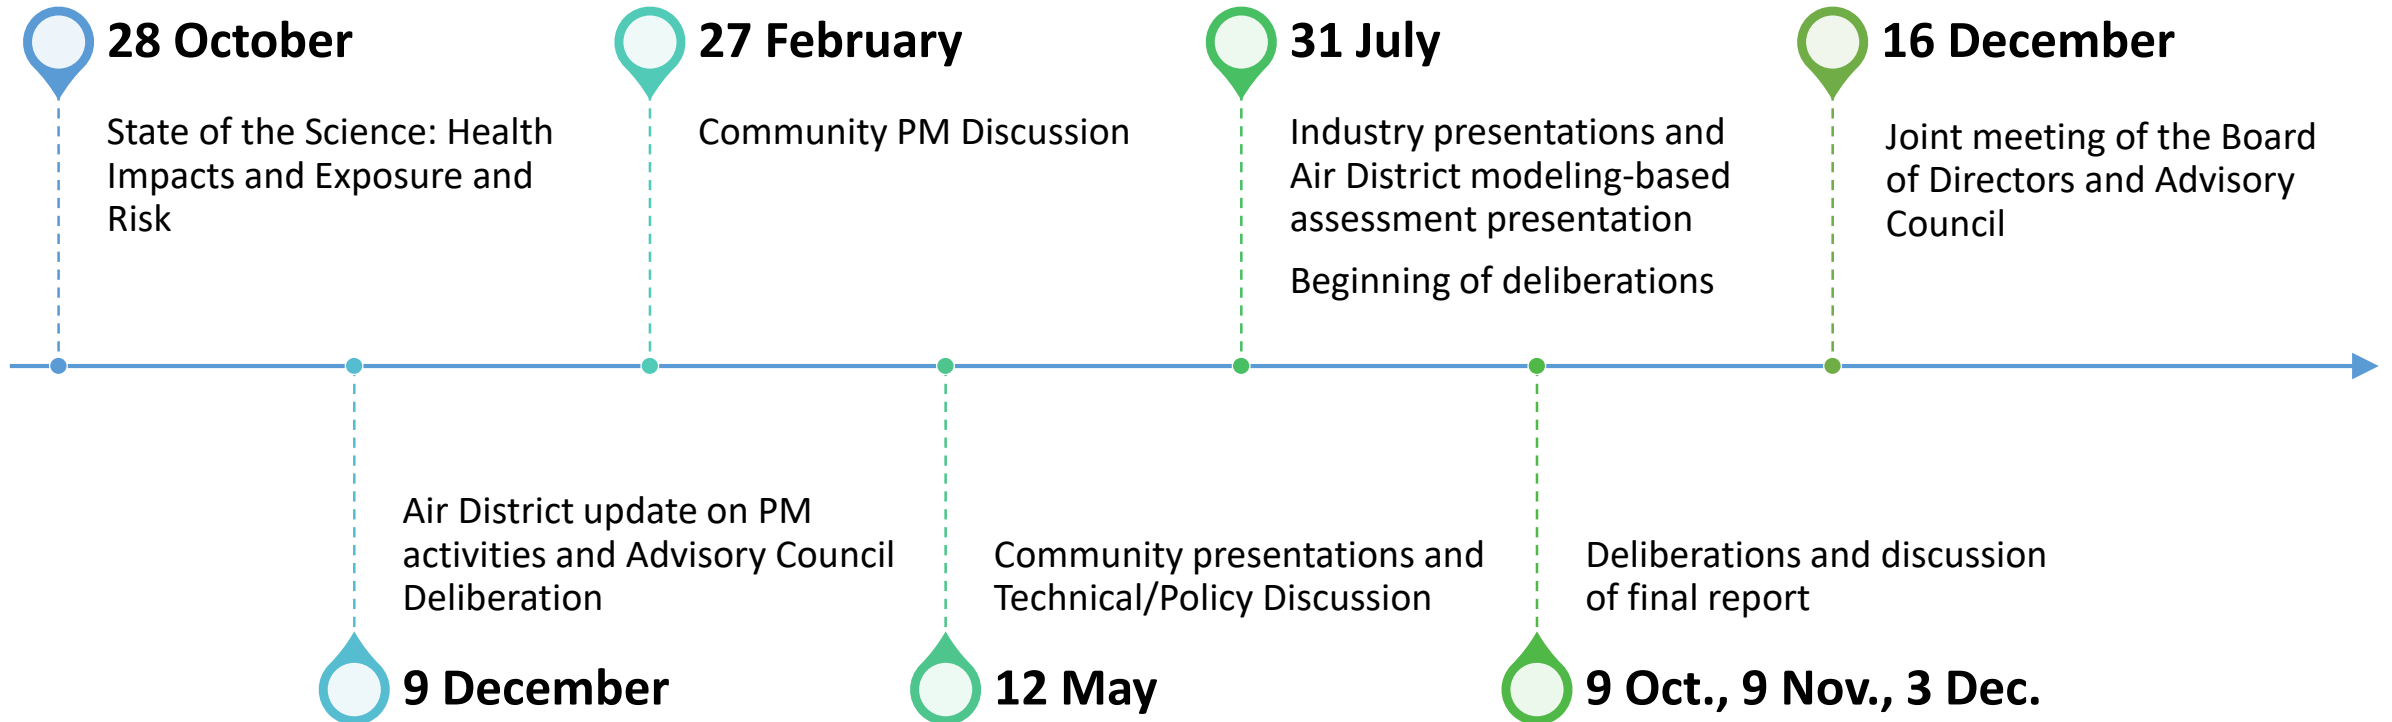 28 October
State of the Science: Health
Impacts and Exposure and
Risk
27 February
Community PM Discussion
31 July
Industry presentations and
Air District modeling-based
assessment presentation
Beginning of deliberations
16 December
Joint meeting of the Board
of Directors and Advisory
Council
Air District update on PM
activities and Advisory Council
Deliberation
9 December
Community presentations and
Technical/Policy Discussion
12 May
Deliberations and discussion
of final report
9 Oct., 9 Nov., 3 Dec.